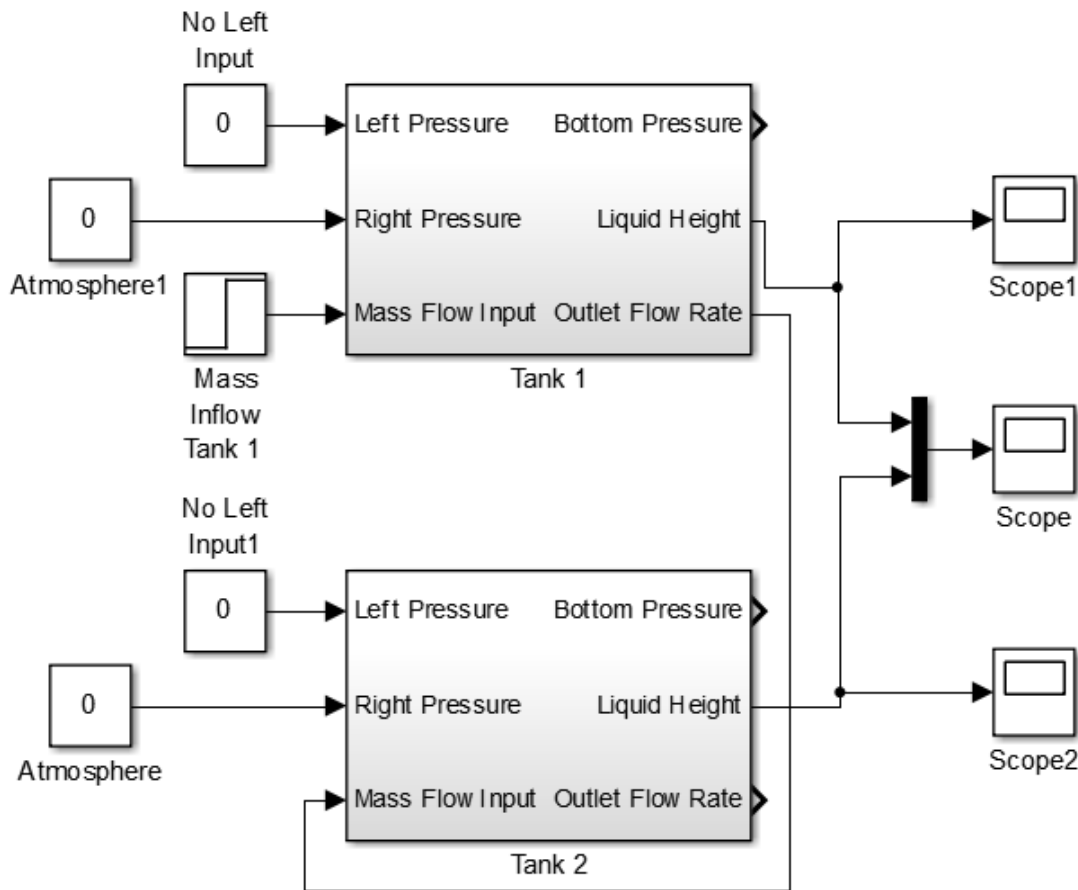 No Left
Input
0
Left Pressure
Bottom Pressure
0
Right Pressure
Liquid Height
Atmosphere1
Scope1
Mass Flow Input
Outlet Flow Rate
Mass
Inflow
Tank 1
Tank 1
Scope
No Left
Input1
0
Left Pressure
Bottom Pressure
0
Right Pressure
Liquid Height
Atmosphere
Scope2
Mass Flow Input
Outlet Flow Rate
Tank 2